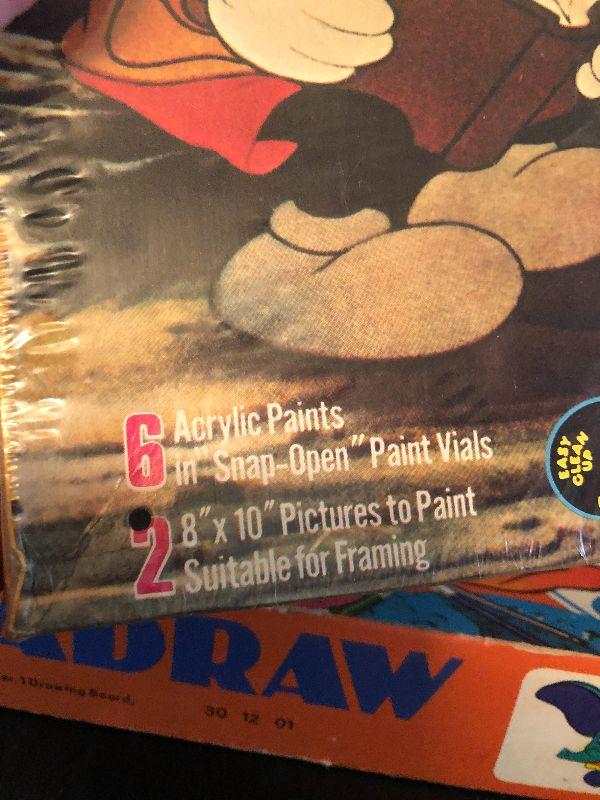 6 Acrylic Paints
in "Snap-Open" Paint Vials
2 8" x 10" Pictures to Paint
Suitable for Framing
EASY
CLEAN
UP
DRAW
1 Drawing Board,
30 12 01